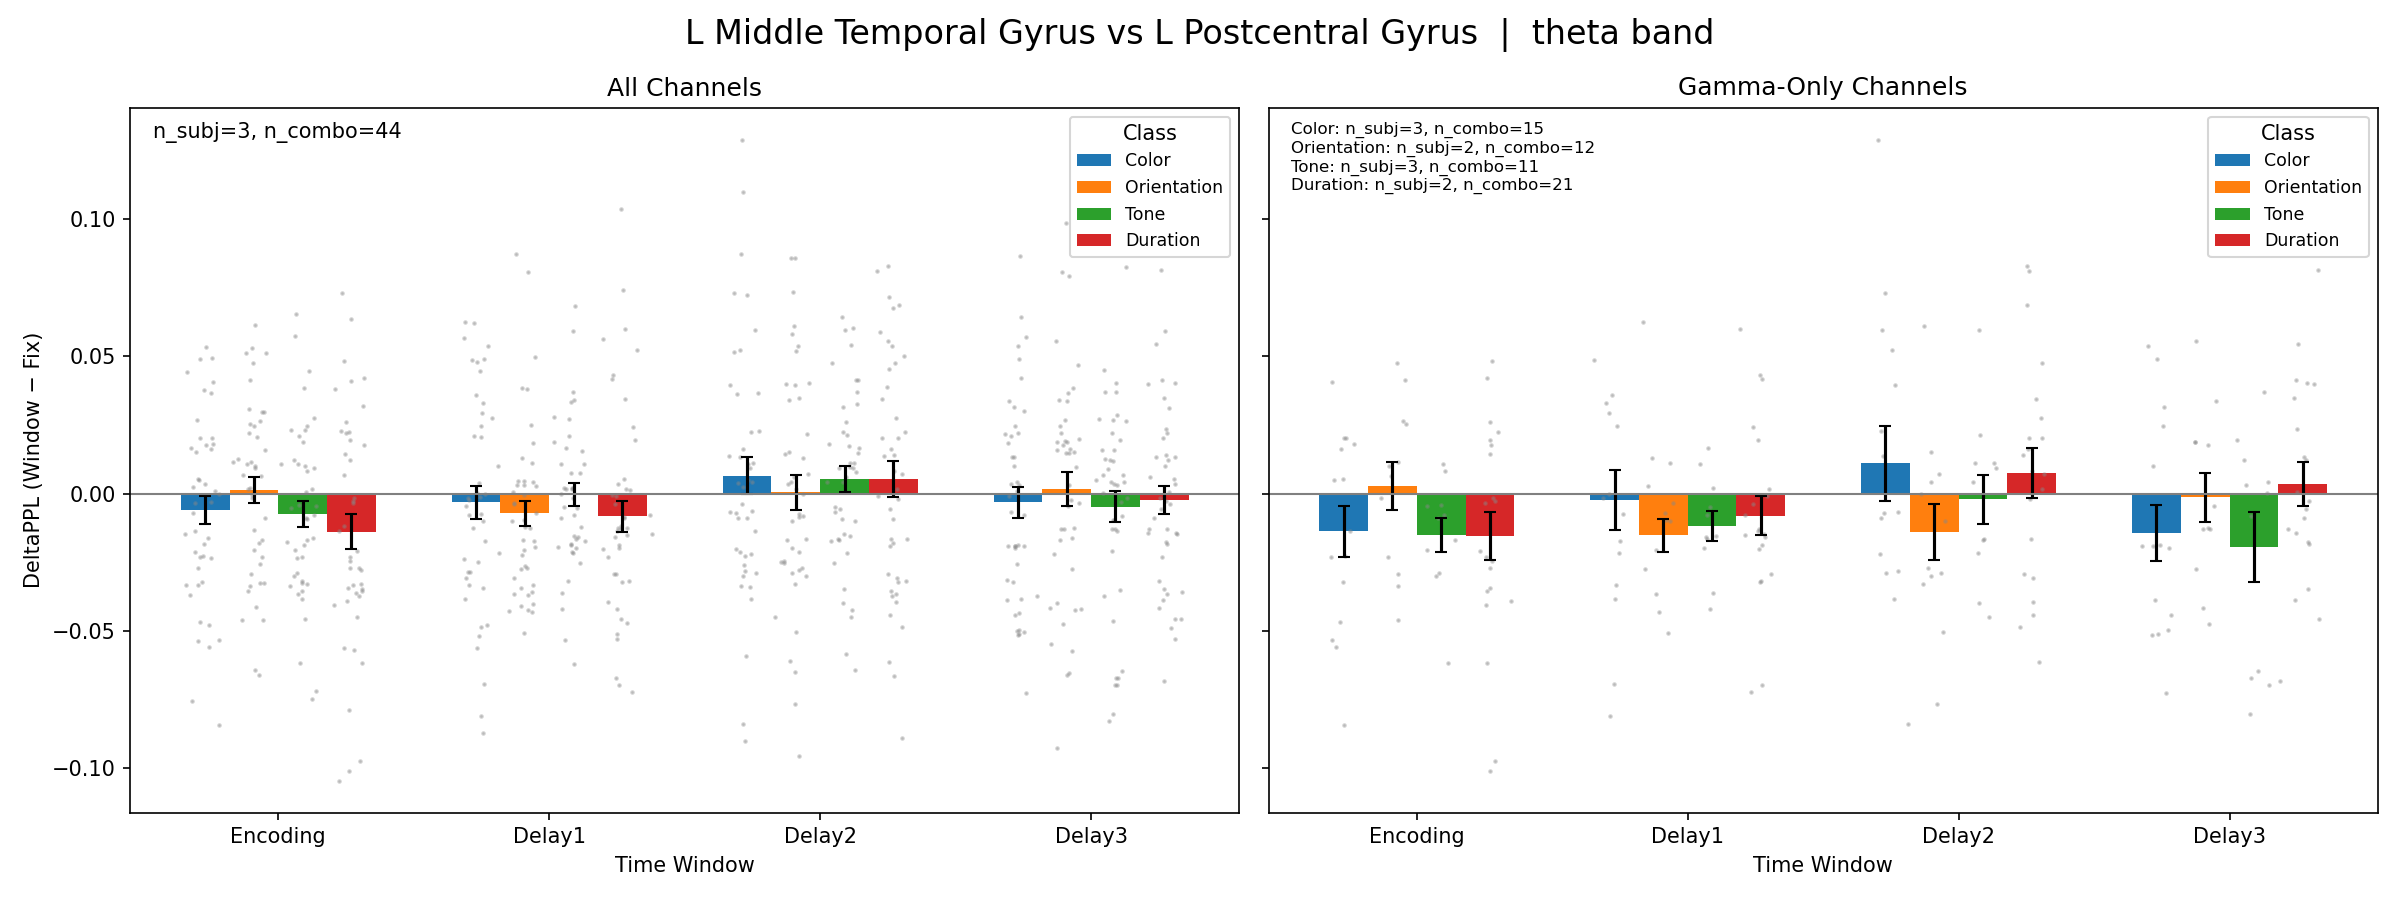 L Middle Temporal Gyrus vs L Postcentral Gyrus | theta band
All Channels
n_subj=3, n_combo=44
Class
Color
Orientation
Tone
Duration
DeltaPPL (Window − Fix)
0.10
0.05
0.00
−0.05
−0.10
Encoding
Delay1
Delay2
Delay3
Time Window
Gamma-Only Channels
Color: n_subj=3, n_combo=15
Orientation: n_subj=2, n_combo=12
Tone: n_subj=3, n_combo=11
Duration: n_subj=2, n_combo=21
Class
Color
Orientation
Tone
Duration
Encoding
Delay1
Delay2
Delay3
Time Window